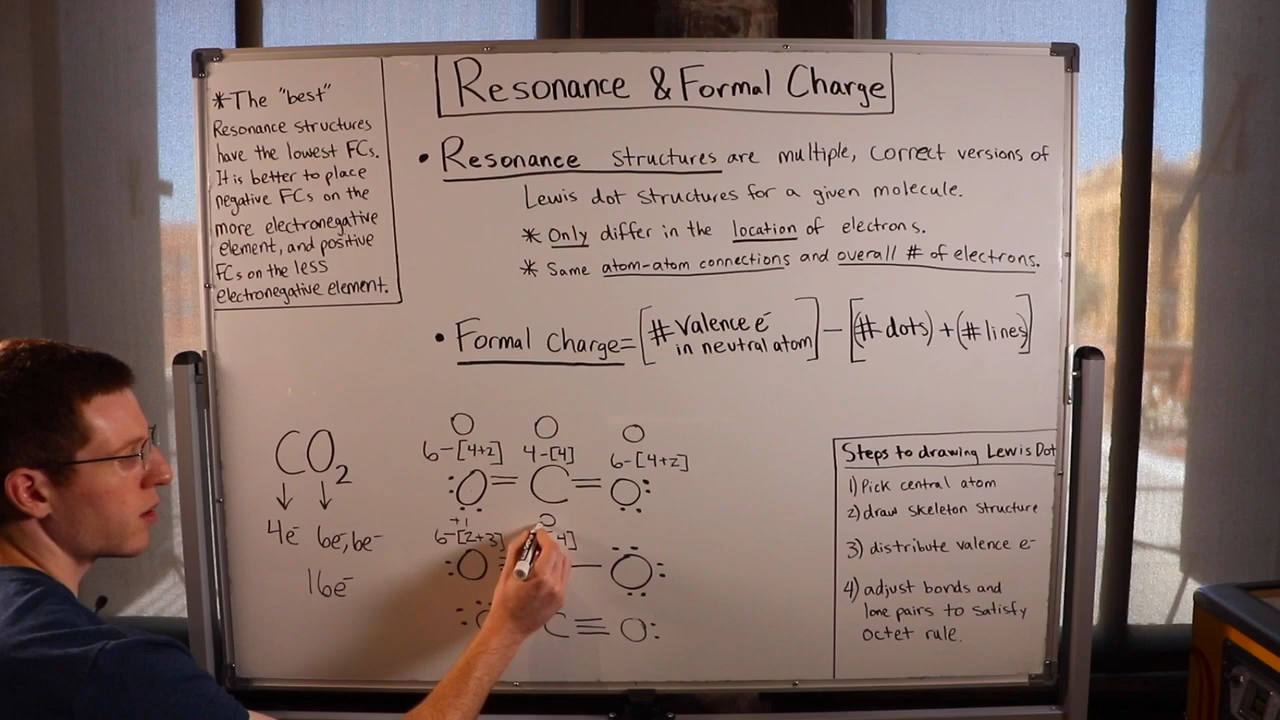 Resonance & Formal Charge
*The "best"
Resonance structures
have the lowest FCs.
It is better to place
negative FCs on the
more electronegative
element, and positive
FCs on the less
electronegative element.
• Resonance structures are multiple, correct versions of
Lewis dot structures for a given molecule.
* Only differ in the location of electrons.
* Same atom-atom connections and overall # of electrons.
• Formal Charge = [# valence e⁻ in neutral atom] − [(# dots) + (# lines)]
CO₂
4e⁻ 6e⁻, 6e⁻
16e⁻
O O O
6-[4+2] 4-[4] 6-[4+2]
:O=C=O:
+1 O
6-[2+3] 4]
:O — O:
C≡O:
Steps to drawing Lewis Dot
1) Pick central atom
2) draw skeleton structure
3) distribute valence e-
4) adjust bonds and
lone pairs to satisfy
octet rule.